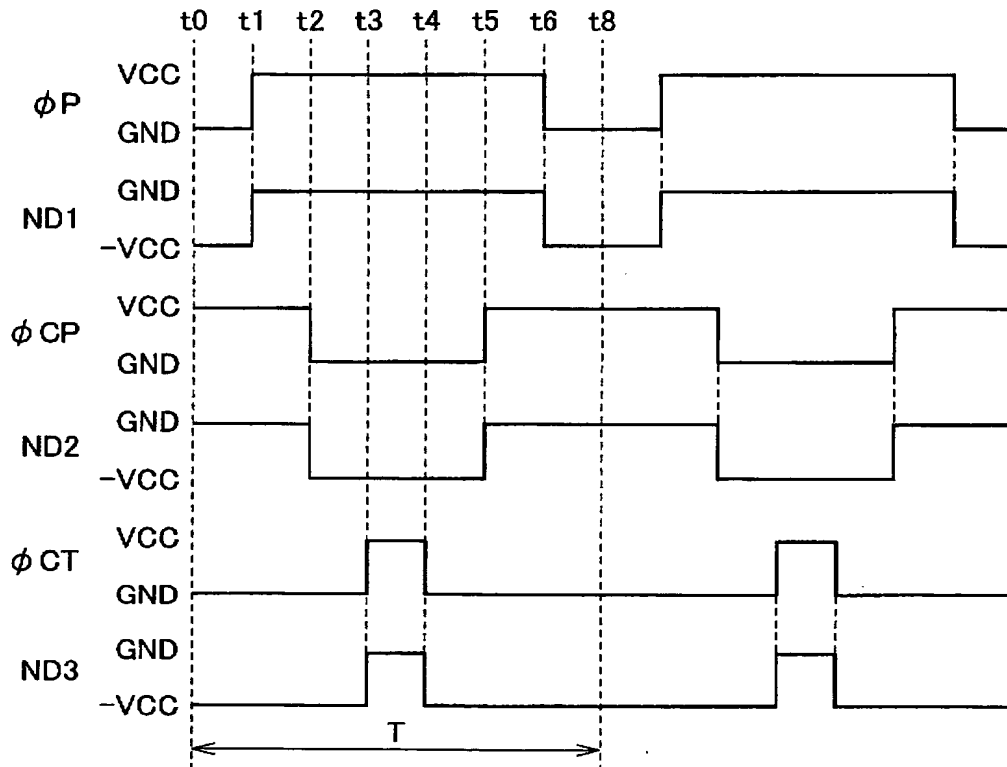 t0 t1 t2 t3 t4 t5 t6 t8
VCC
φP
GND
GND
ND1
-VCC
VCC
φCP
GND
GND
ND2
-VCC
VCC
φCT
GND
GND
ND3
-VCC
T